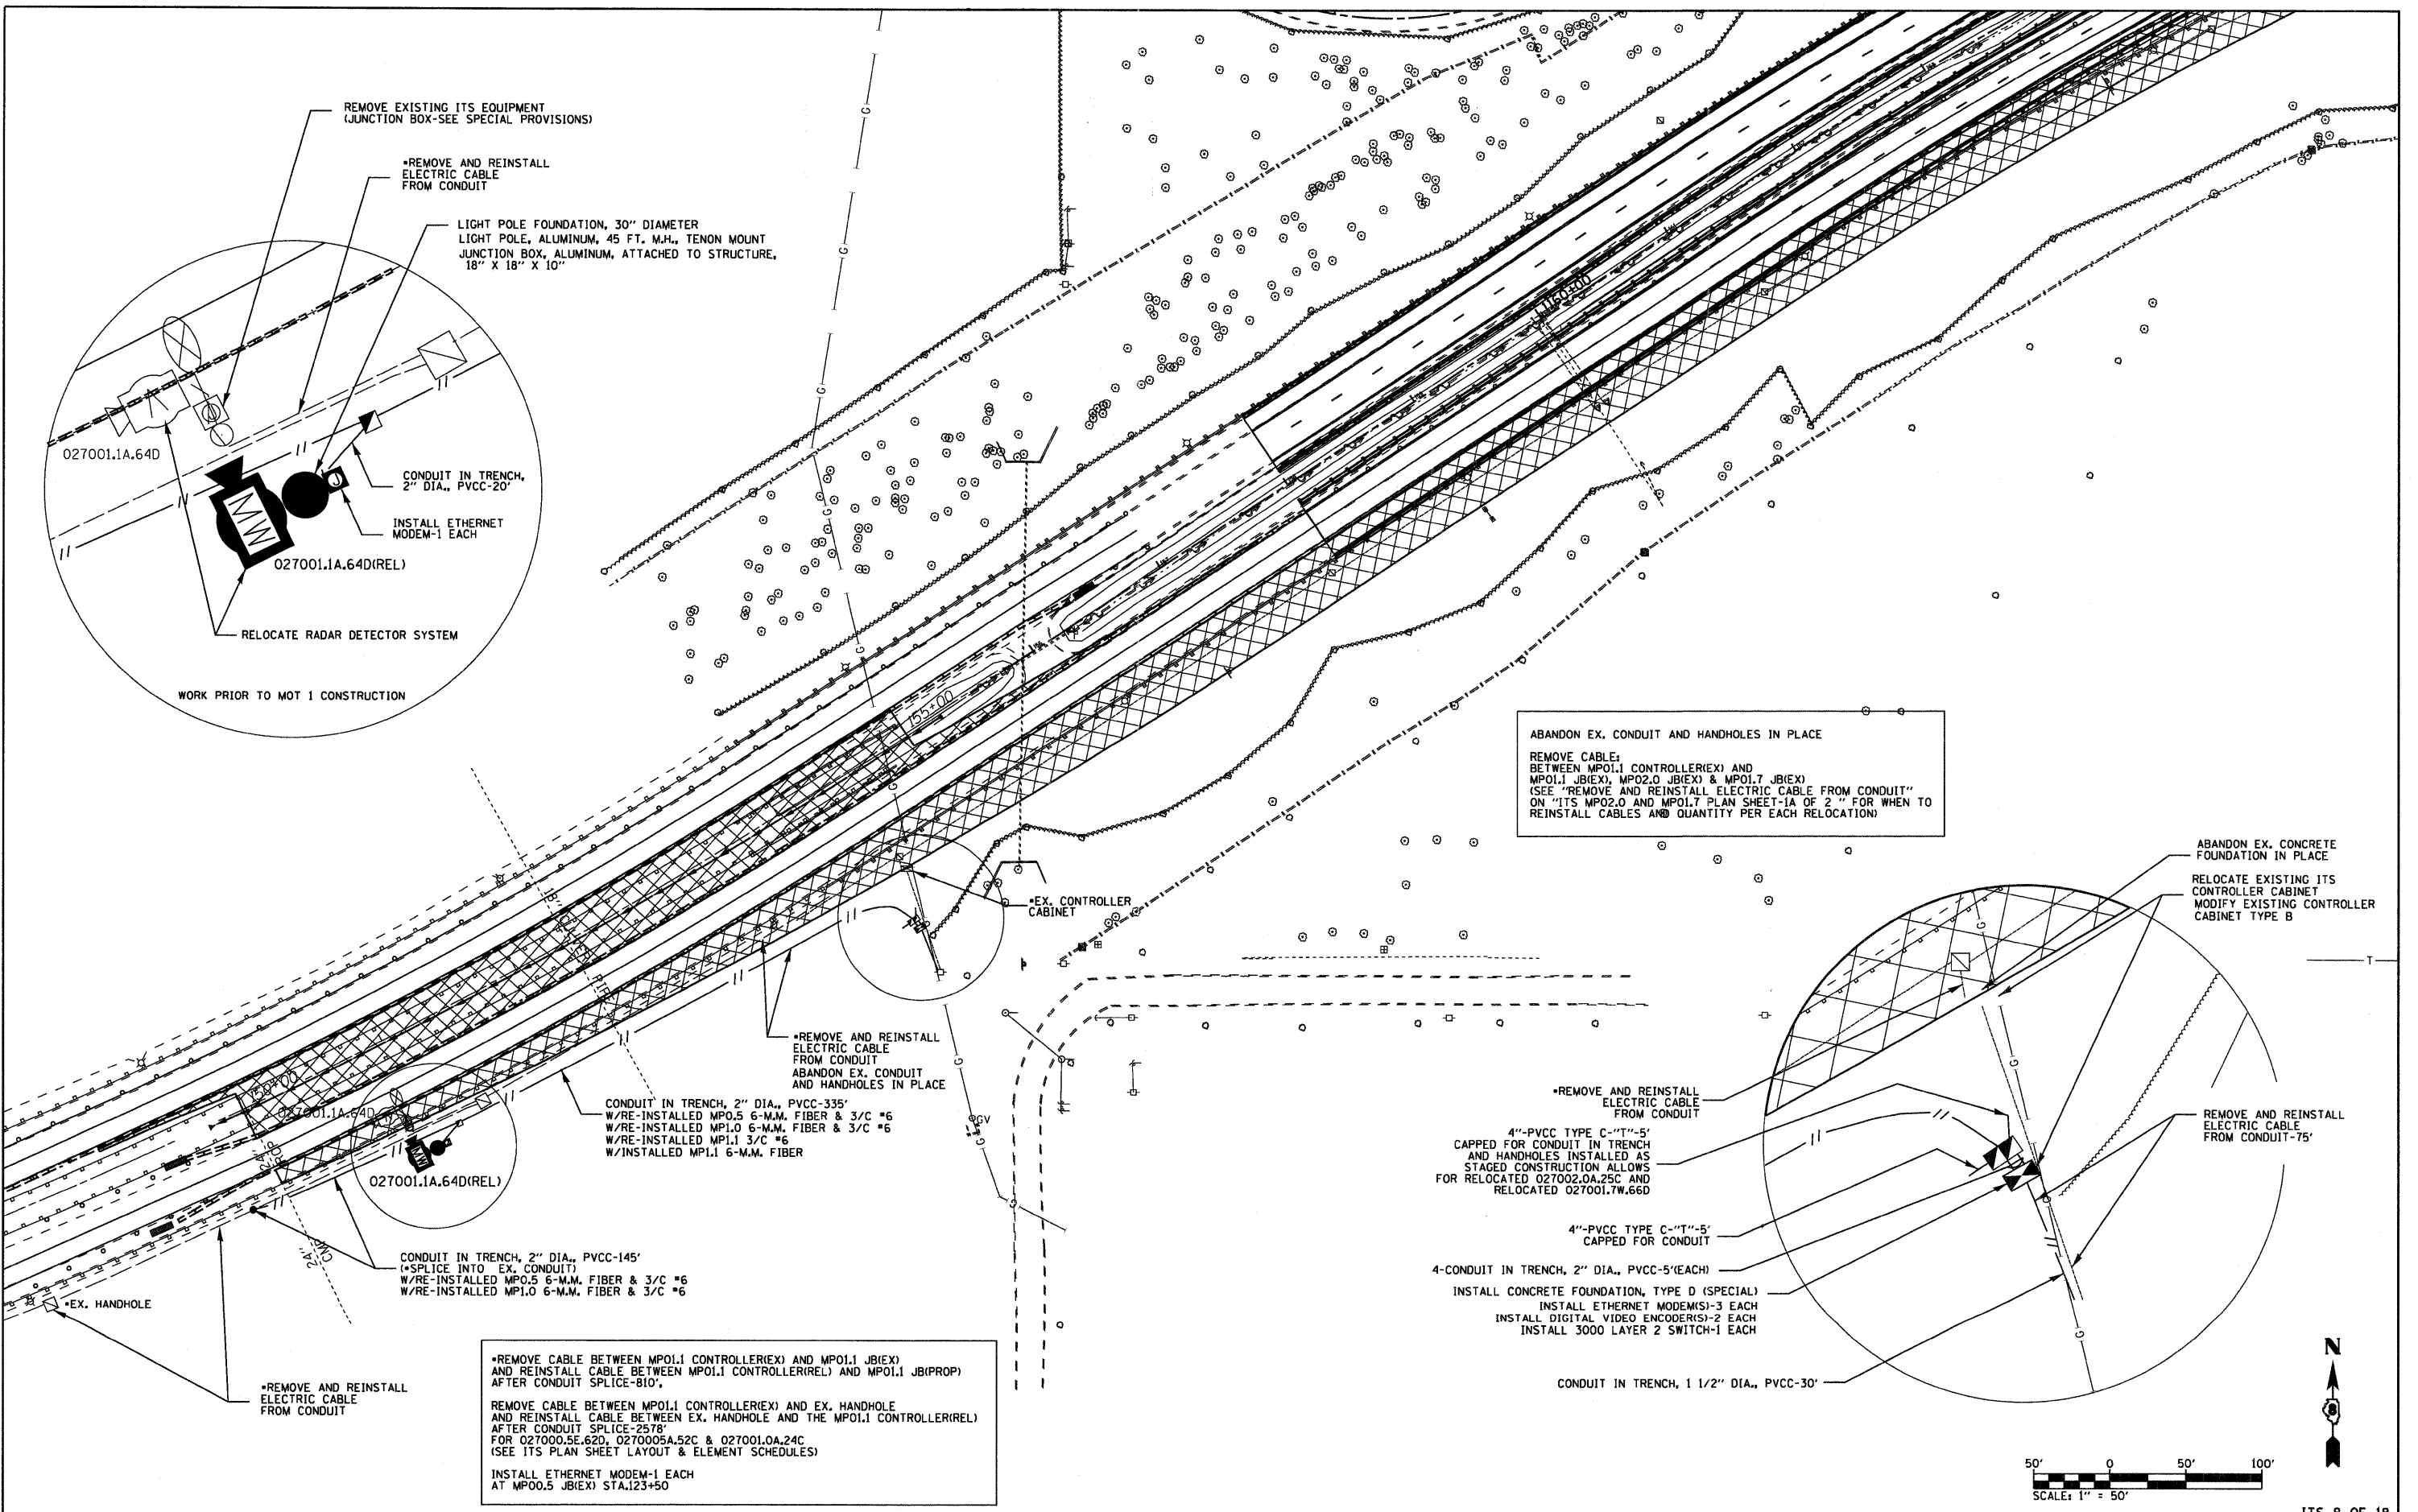 REMOVE EXISTING ITS EQUIPMENT
(JUNCTION BOX-SEE SPECIAL PROVISIONS)
*REMOVE AND REINSTALL
ELECTRIC CABLE
FROM CONDUIT
LIGHT POLE FOUNDATION, 30" DIAMETER
LIGHT POLE, ALUMINUM, 45 FT. M.H., TENON MOUNT
JUNCTION BOX, ALUMINUM, ATTACHED TO STRUCTURE,
18" X 18" X 10"
027001.1A.64D
J
MW
CONDUIT IN TRENCH,
2" DIA., PVCC-20'
INSTALL ETHERNET
MODEM-1 EACH
027001.1A.64D(REL)
RELOCATE RADAR DETECTOR SYSTEM
WORK PRIOR TO MOT 1 CONSTRUCTION
G
G
G
G
G
G
1160+00
155+00
150+00
ABANDON EX. CONDUIT AND HANDHOLES IN PLACE
REMOVE CABLE:
BETWEEN MP01.1 CONTROLLER(EX) AND
MP01.1 JB(EX), MP02.0 JB(EX) & MP01.7 JB(EX)
(SEE "REMOVE AND REINSTALL ELECTRIC CABLE FROM CONDUIT"
ON "ITS MP02.0 AND MP01.7 PLAN SHEET-1A OF 2 " FOR WHEN TO
REINSTALL CABLES AND QUANTITY PER EACH RELOCATION)
*EX. CONTROLLER
CABINET
ABANDON EX. CONCRETE
FOUNDATION IN PLACE
RELOCATE EXISTING ITS
CONTROLLER CABINET
MODIFY EXISTING CONTROLLER
CABINET TYPE B
T
*REMOVE AND REINSTALL
ELECTRIC CABLE
FROM CONDUIT
ABANDON EX. CONDUIT
AND HANDHOLES IN PLACE
CONDUIT IN TRENCH, 2" DIA., PVCC-335'
W/RE-INSTALLED MP0.5 6-M.M. FIBER & 3/C #6
W/RE-INSTALLED MP1.0 6-M.M. FIBER & 3/C #6
W/RE-INSTALLED MP1.1 3/C #6
W/INSTALLED MP1.1 6-M.M. FIBER
G
GV
G
027001.1A.64D
MW
027001.1A.64D(REL)
24" RCP
24" CMP
CONDUIT IN TRENCH, 2" DIA., PVCC-145'
(*SPLICE INTO EX. CONDUIT)
W/RE-INSTALLED MP0.5 6-M.M. FIBER & 3/C #6
W/RE-INSTALLED MP1.0 6-M.M. FIBER & 3/C #6
*EX. HANDHOLE
*REMOVE AND REINSTALL
ELECTRIC CABLE
FROM CONDUIT
*REMOVE CABLE BETWEEN MP01.1 CONTROLLER(EX) AND MP01.1 JB(EX)
AND REINSTALL CABLE BETWEEN MP01.1 CONTROLLER(REL) AND MP01.1 JB(PROP)
AFTER CONDUIT SPLICE-810',
REMOVE CABLE BETWEEN MP01.1 CONTROLLER(EX) AND EX. HANDHOLE
AND REINSTALL CABLE BETWEEN EX. HANDHOLE AND THE MP01.1 CONTROLLER(REL)
AFTER CONDUIT SPLICE-2578'
FOR 027000.5E.62D, 0270005A.52C & 027001.0A.24C
(SEE ITS PLAN SHEET LAYOUT & ELEMENT SCHEDULES)
INSTALL ETHERNET MODEM-1 EACH
AT MP00.5 JB(EX) STA.123+50
*REMOVE AND REINSTALL
ELECTRIC CABLE
FROM CONDUIT
4"-PVCC TYPE C-"T"-5'
CAPPED FOR CONDUIT IN TRENCH
AND HANDHOLES INSTALLED AS
STAGED CONSTRUCTION ALLOWS
FOR RELOCATED 027002.0A.25C AND
RELOCATED 027001.7W.66D
4"-PVCC TYPE C-"T"-5'
CAPPED FOR CONDUIT
4-CONDUIT IN TRENCH, 2" DIA., PVCC-5'(EACH)
INSTALL CONCRETE FOUNDATION, TYPE D (SPECIAL)
INSTALL ETHERNET MODEM(S)-3 EACH
INSTALL DIGITAL VIDEO ENCODER(S)-2 EACH
INSTALL 3000 LAYER 2 SWITCH-1 EACH
CONDUIT IN TRENCH, 1 1/2" DIA., PVCC-30'
REMOVE AND REINSTALL
ELECTRIC CABLE
FROM CONDUIT-75'
G
G
G
G
N
50' 0 50' 100'
SCALE: 1" = 50'
ITS 8 OF 18